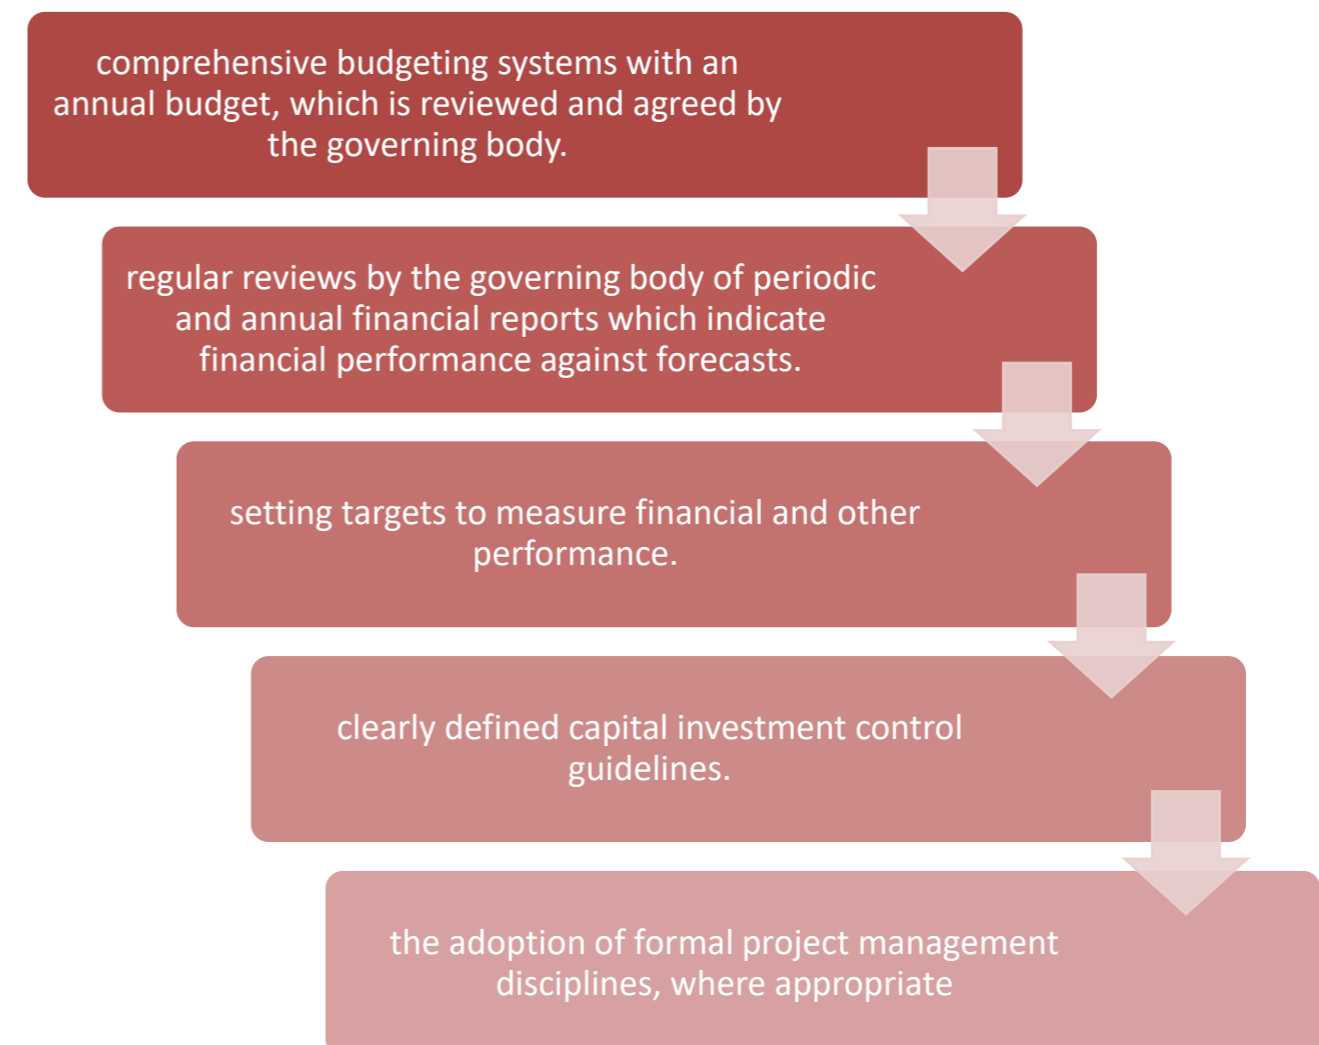 comprehensive budgeting systems with an
annual budget, which is reviewed and agreed by
the governing body.
regular reviews by the governing body of periodic
and annual financial reports which indicate
financial performance against forecasts.
setting targets to measure financial and other
performance.
clearly defined capital investment control
guidelines.
the adoption of formal project management
disciplines, where appropriate